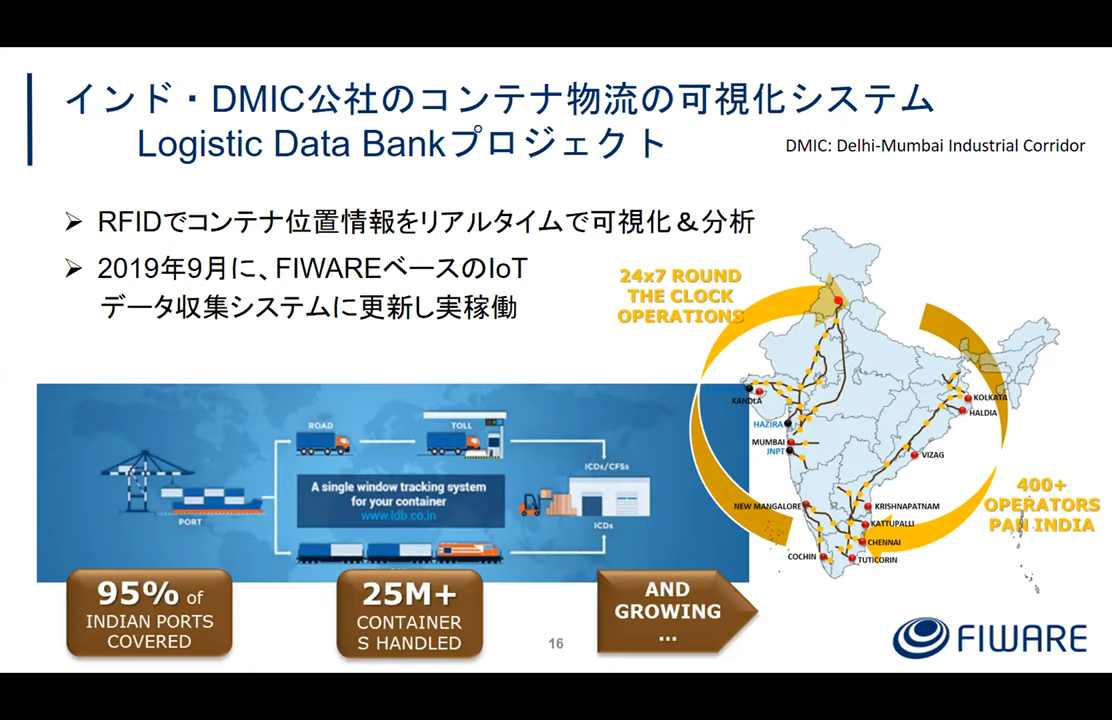 インド・DMIC公社のコンテナ物流の可視化システム
Logistic Data Bankプロジェクト
DMIC: Delhi-Mumbai Industrial Corridor
➢ RFIDでコンテナ位置情報をリアルタイムで可視化＆分析
➢ 2019年9月に、FIWAREベースのIoT
データ収集システムに更新し実稼働
24x7 ROUND
THE CLOCK
OPERATIONS
KANDLA
HAZIRA
MUMBAI
JNPT
NEW MANGALORE
COCHIN
KOLKATA
HALDIA
VIZAG
KRISHNAPATNAM
KATTUPALLI
CHENNAI
TUTICORIN
400+
OPERATORS
PAN INDIA
PORT
ROAD
TOLL
A single window tracking system
for your container
www.ldb.co.in
ICDs/CFSs
ICDs
95% of
INDIAN PORTS
COVERED
25M+
CONTAINER
S HANDLED
AND
GROWING
...
16
FIWARE